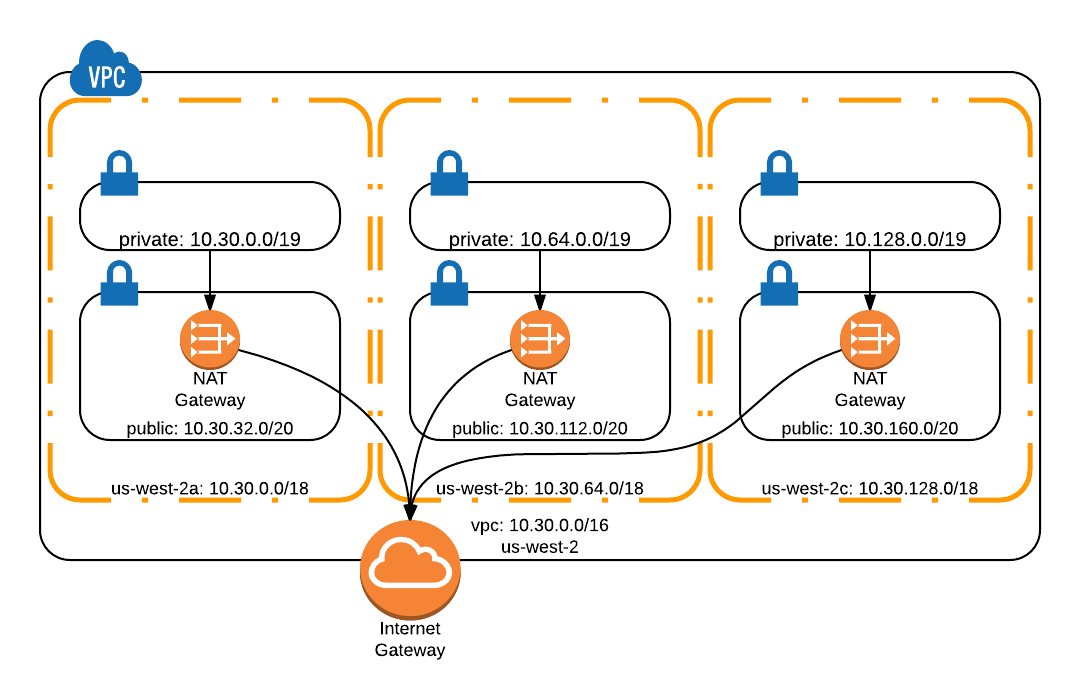 VPC
private: 10.30.0.0/19
private: 10.64.0.0/19
private: 10.128.0.0/19
NAT
Gateway
NAT
Gateway
NAT
Gateway
public: 10.30.32.0/20
public: 10.30.112.0/20
public: 10.30.160.0/20
us-west-2a: 10.30.0.0/18
us-west-2b: 10.30.64.0/18
us-west-2c: 10.30.128.0/18
vpc: 10.30.0.0/16
us-west-2
Internet
Gateway